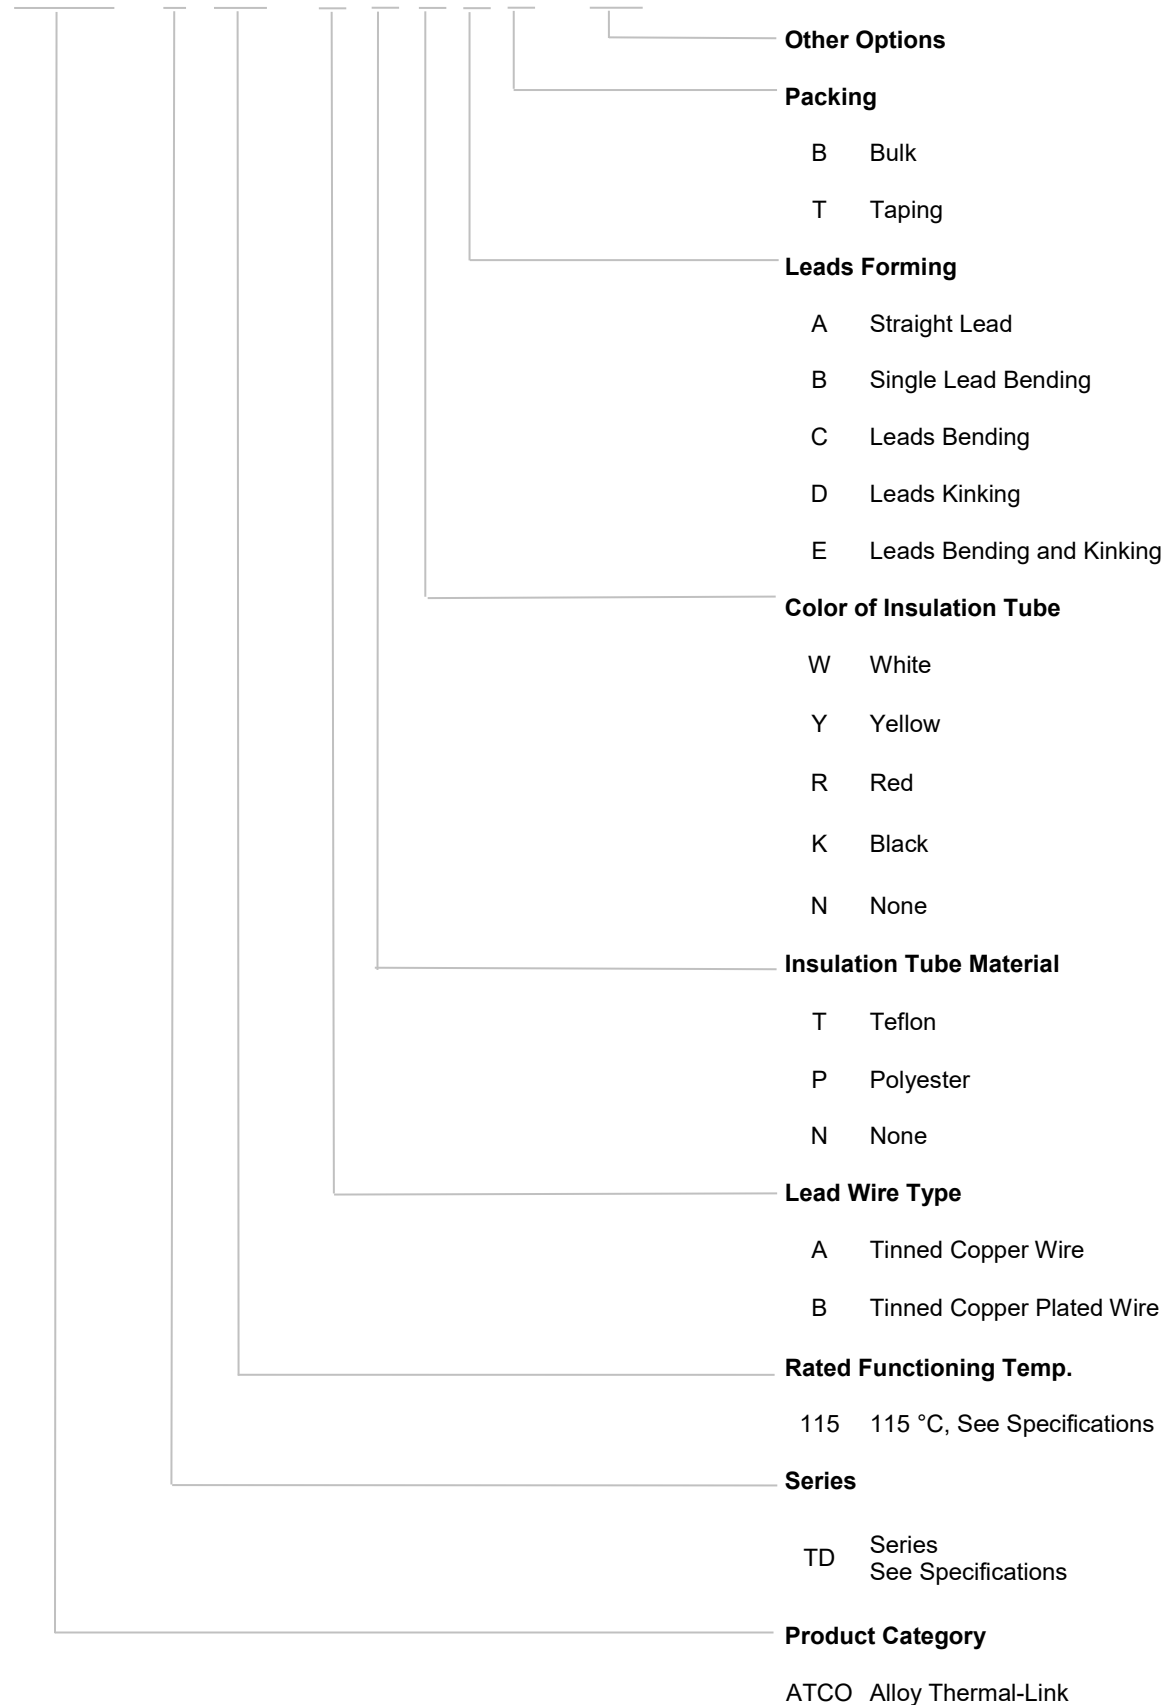 Other Options
Packing
B Bulk
T Taping
Leads Forming
A Straight Lead
B Single Lead Bending
C Leads Bending
D Leads Kinking
E Leads Bending and Kinking
Color of Insulation Tube
W White
Y Yellow
R Red
K Black
N None
Insulation Tube Material
T Teflon
P Polyester
N None
Lead Wire Type
A Tinned Copper Wire
B Tinned Copper Plated Wire
Rated Functioning Temp.
115 115 °C, See Specifications
Series
TD Series
See Specifications
Product Category
ATCO Alloy Thermal-Link